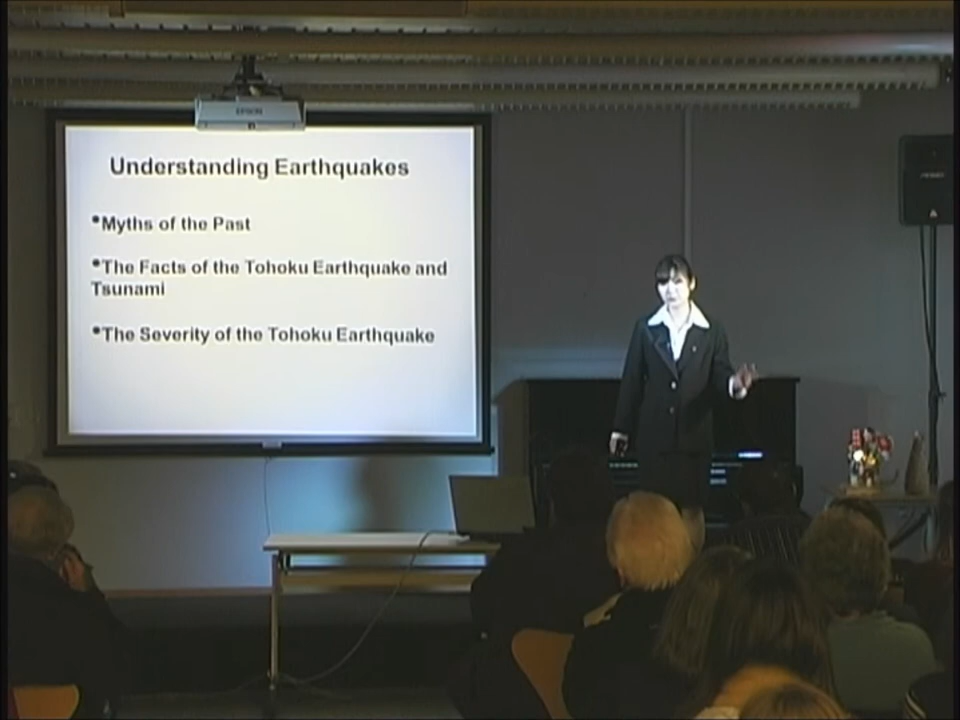 EPSON
Understanding Earthquakes
•Myths of the Past
•The Facts of the Tohoku Earthquake and
Tsunami
•The Severity of the Tohoku Earthquake